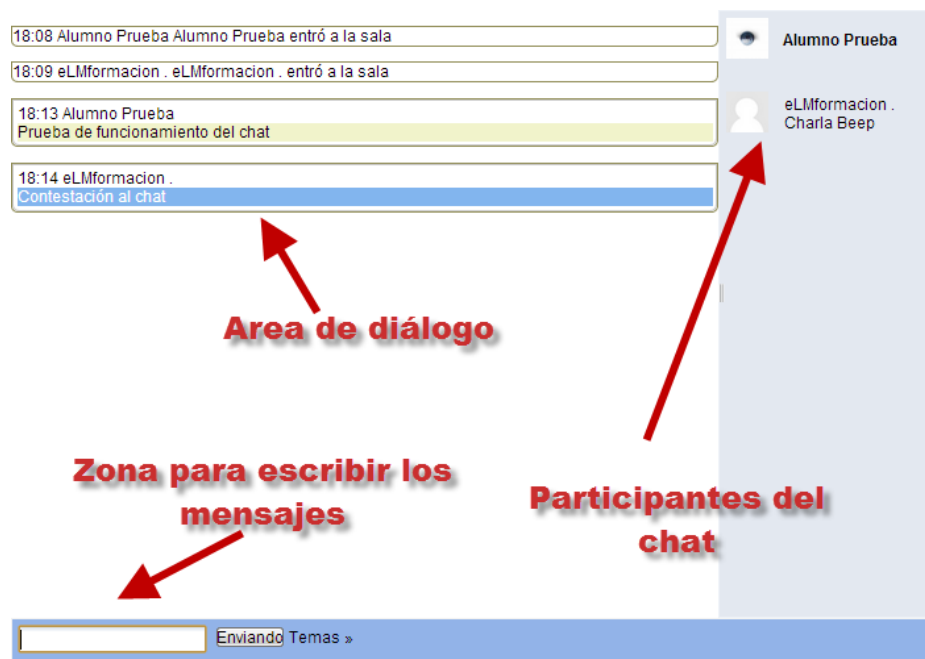 18:08 Alumno Prueba Alumno Prueba entró a la sala
18:09 eLMformacion . eLMformacion . entró a la sala
18:13 Alumno Prueba
Prueba de funcionamiento del chat
18:14 eLMformacion .
Contestación al chat
Alumno Prueba
eLMformacion .
Charla Beep
Area de diálogo
Zona para escribir los
mensajes
Participantes del
chat
Enviando Temas »